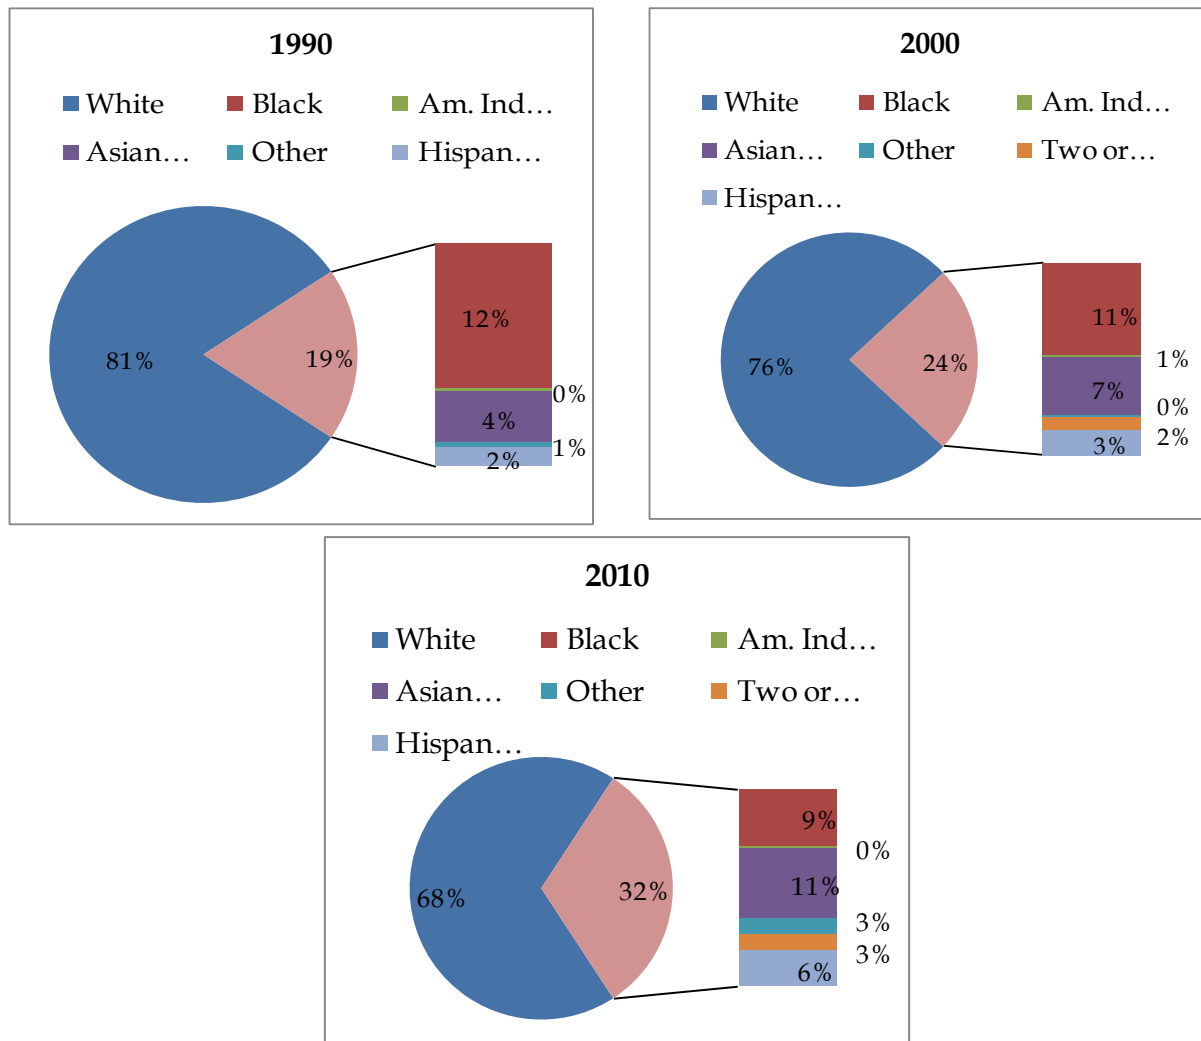 1990
White Black Am. Ind…
Asian… Other Hispan…
81% 19% 12%
0%
4%
1%
2%
2000
White Black Am. Ind…
Asian… Other Two or…
Hispan…
76% 24% 11%
1%
7%
0%
2%
3%
2010
White Black Am. Ind…
Asian… Other Two or…
Hispan…
68% 32% 9%
0%
11%
3%
3%
6%